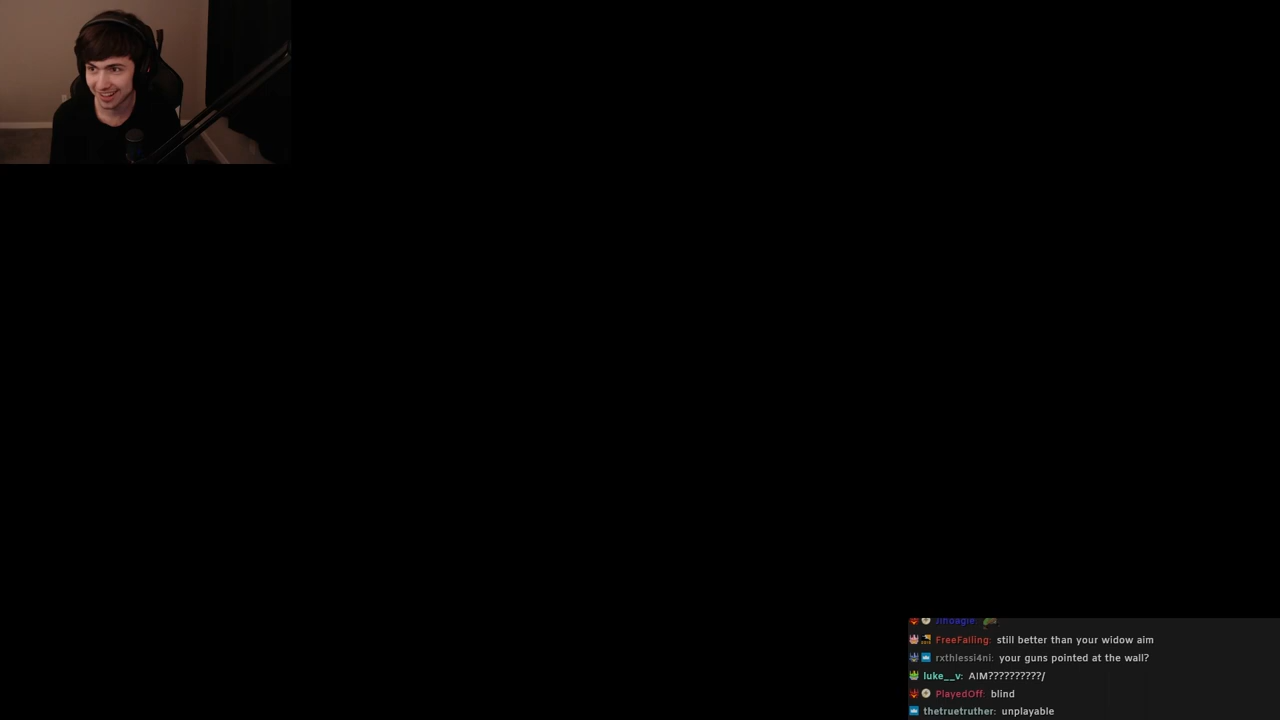 FreeFalling: still better than your widow aim
rxthlessi4ni: your guns pointed at the wall?
luke__v: AIM??????????/
PlayedOff: blind
thetruetruther: unplayable